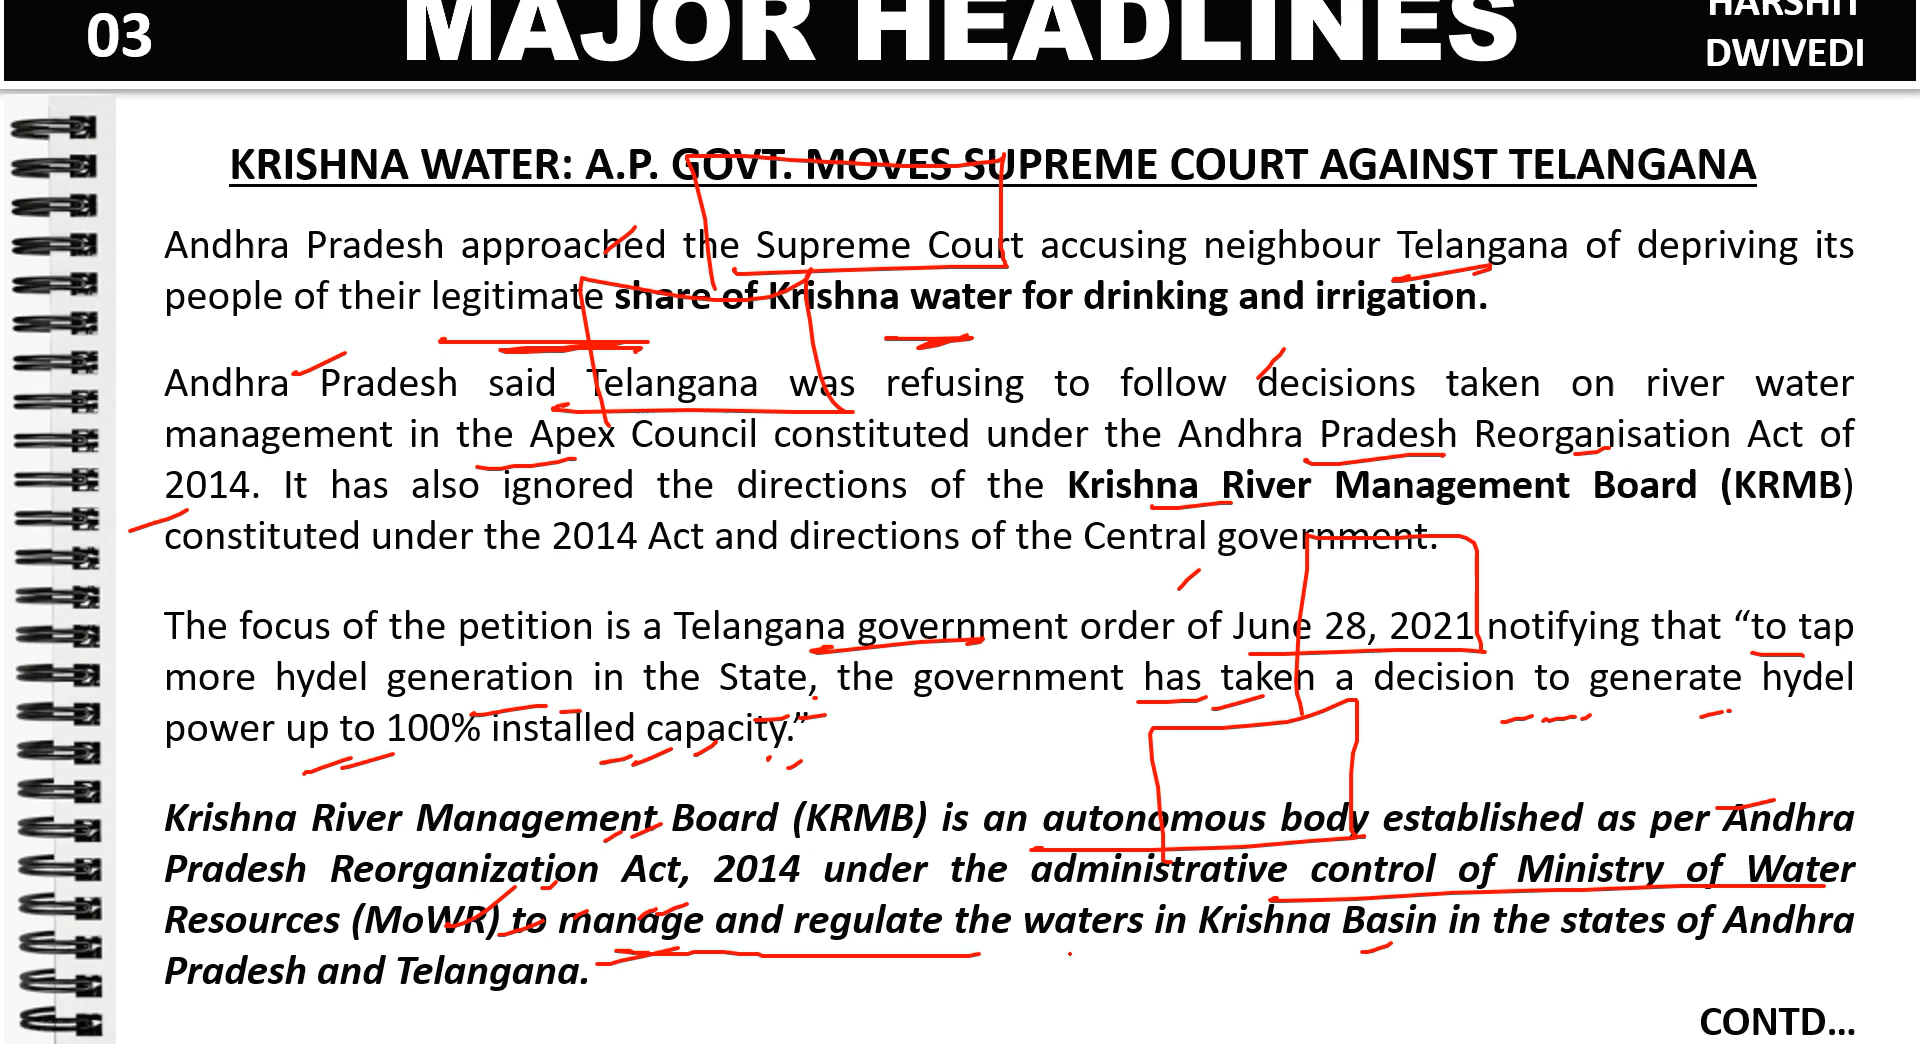 03
MAJOR HEADLINES
HARSHIT
DWIVEDI
KRISHNA WATER: A.P. GOVT. MOVES SUPREME COURT AGAINST TELANGANA
Andhra Pradesh approached the Supreme Court accusing neighbour Telangana of depriving its
people of their legitimate share of Krishna water for drinking and irrigation.
Andhra Pradesh said Telangana was refusing to follow decisions taken on river water
management in the Apex Council constituted under the Andhra Pradesh Reorganisation Act of
2014. It has also ignored the directions of the Krishna River Management Board (KRMB)
constituted under the 2014 Act and directions of the Central government.
The focus of the petition is a Telangana government order of June 28, 2021 notifying that “to tap
more hydel generation in the State, the government has taken a decision to generate hydel
power up to 100% installed capacity.”
Krishna River Management Board (KRMB) is an autonomous body established as per Andhra
Pradesh Reorganization Act, 2014 under the administrative control of Ministry of Water
Resources (MoWR) to manage and regulate the waters in Krishna Basin in the states of Andhra
Pradesh and Telangana.
CONTD...